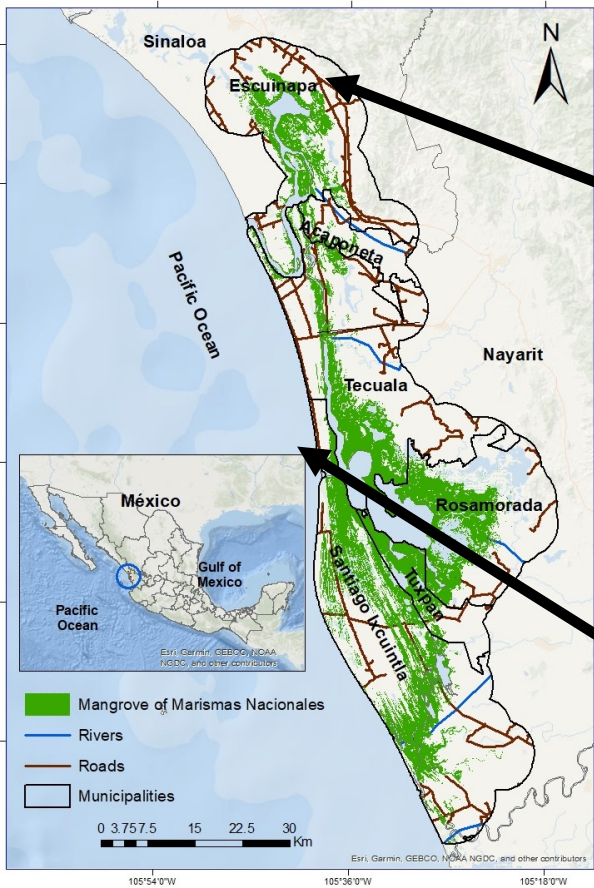 Sinaloa
N
Escuinapa
Acaponeta
Pacific Ocean
Nayarit
Tecuala
Rosamorada
Santiago Ixcuintla
Tuxpan
México
Gulf of
Mexico
Pacific
Ocean
Esri, Garmin, GEBCO, NOAA
NGDC, and other contributors
Mangrove of Marismas Nacionales
Rivers
Roads
Municipalities
0 3.75 7.5 15 22.5 30
Km
Esri, Garmin, GEBCO, NOAA NGDC, and other contributors
105°54'0"W 105°36'0"W 105°18'0"W